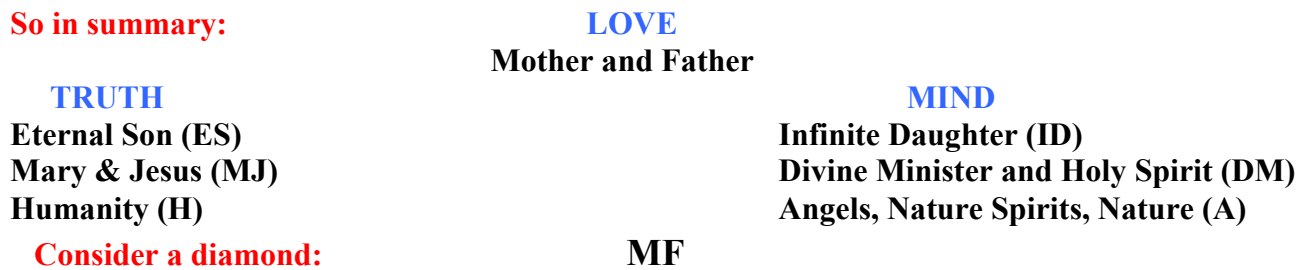 So in summary: LOVE
Mother and Father
TRUTH MIND
Eternal Son (ES) Infinite Daughter (ID)
Mary & Jesus (MJ) Divine Minister and Holy Spirit (DM)
Humanity (H) Angels, Nature Spirits, Nature (A)
Consider a diamond: MF